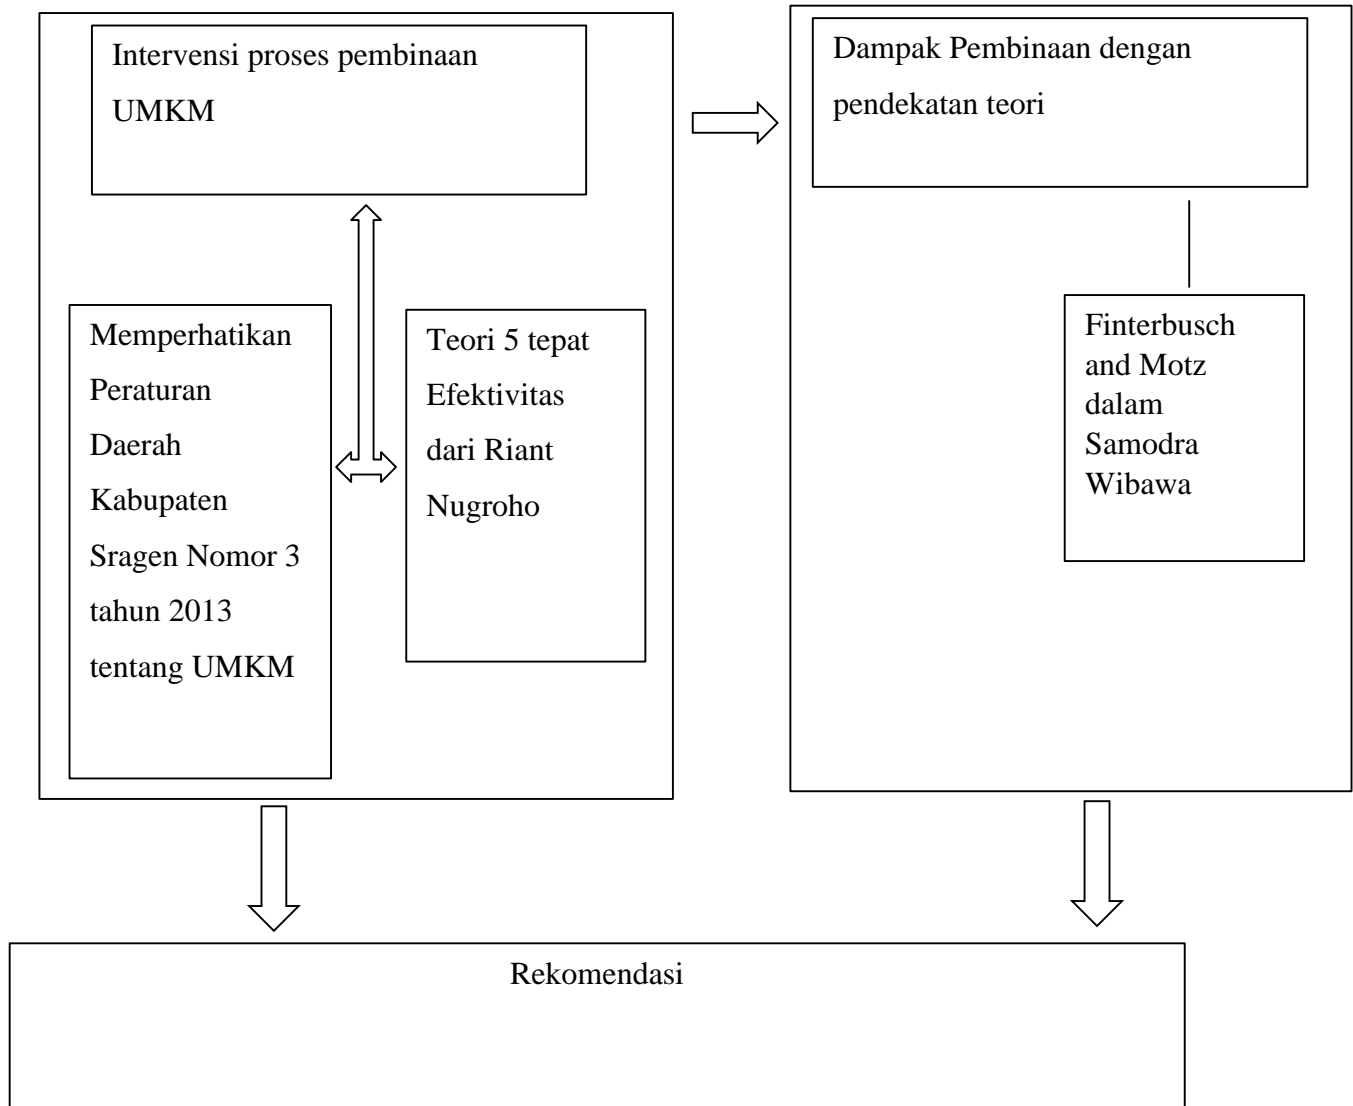 Intervensi proses pembinaan
UMKM
Dampak Pembinaan dengan
pendekatan teori
Memperhatikan
Peraturan
Daerah
Kabupaten
Sragen Nomor 3
tahun 2013
tentang UMKM
Teori 5 tepat
Efektivitas
dari Riant
Nugroho
Finterbusch
and Motz
dalam
Samodra
Wibawa
Rekomendasi